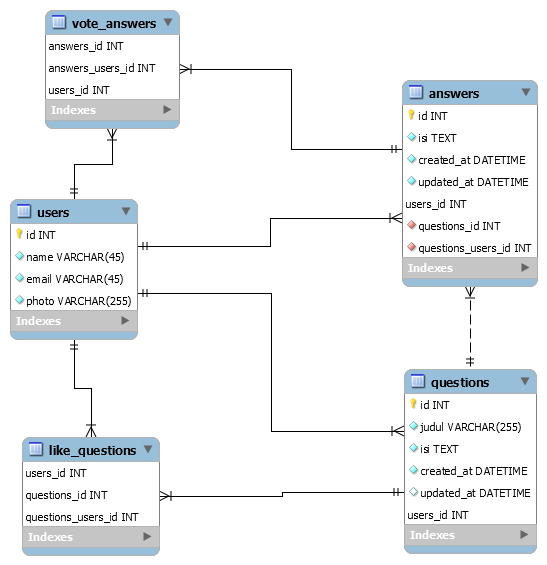 vote_answers
answers_id INT
answers_users_id INT
users_id INT
Indexes
answers
id INT
isi TEXT
created_at DATETIME
updated_at DATETIME
users_id INT
questions_id INT
questions_users_id INT
Indexes
users
id INT
name VARCHAR(45)
email VARCHAR(45)
photo VARCHAR(255)
Indexes
questions
id INT
judul VARCHAR(255)
isi TEXT
created_at DATETIME
updated_at DATETIME
users_id INT
Indexes
like_questions
users_id INT
questions_id INT
questions_users_id INT
Indexes